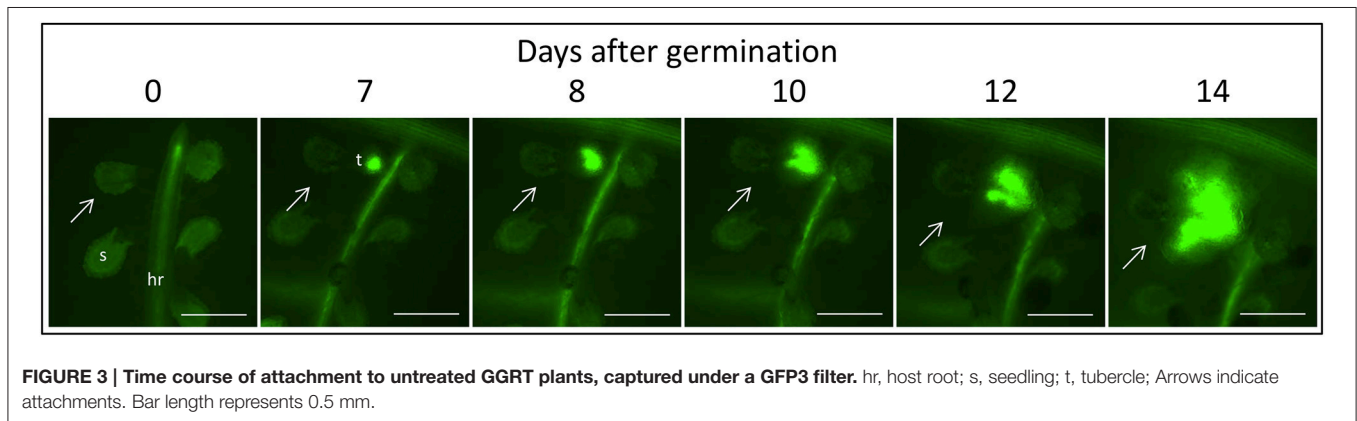 Days after germination
0 7 8 10 12 14
t
s
hr
FIGURE 3 | Time course of attachment to untreated GGRT plants, captured under a GFP3 filter. hr, host root; s, seedling; t, tubercle; Arrows indicate
attachments. Bar length represents 0.5 mm.